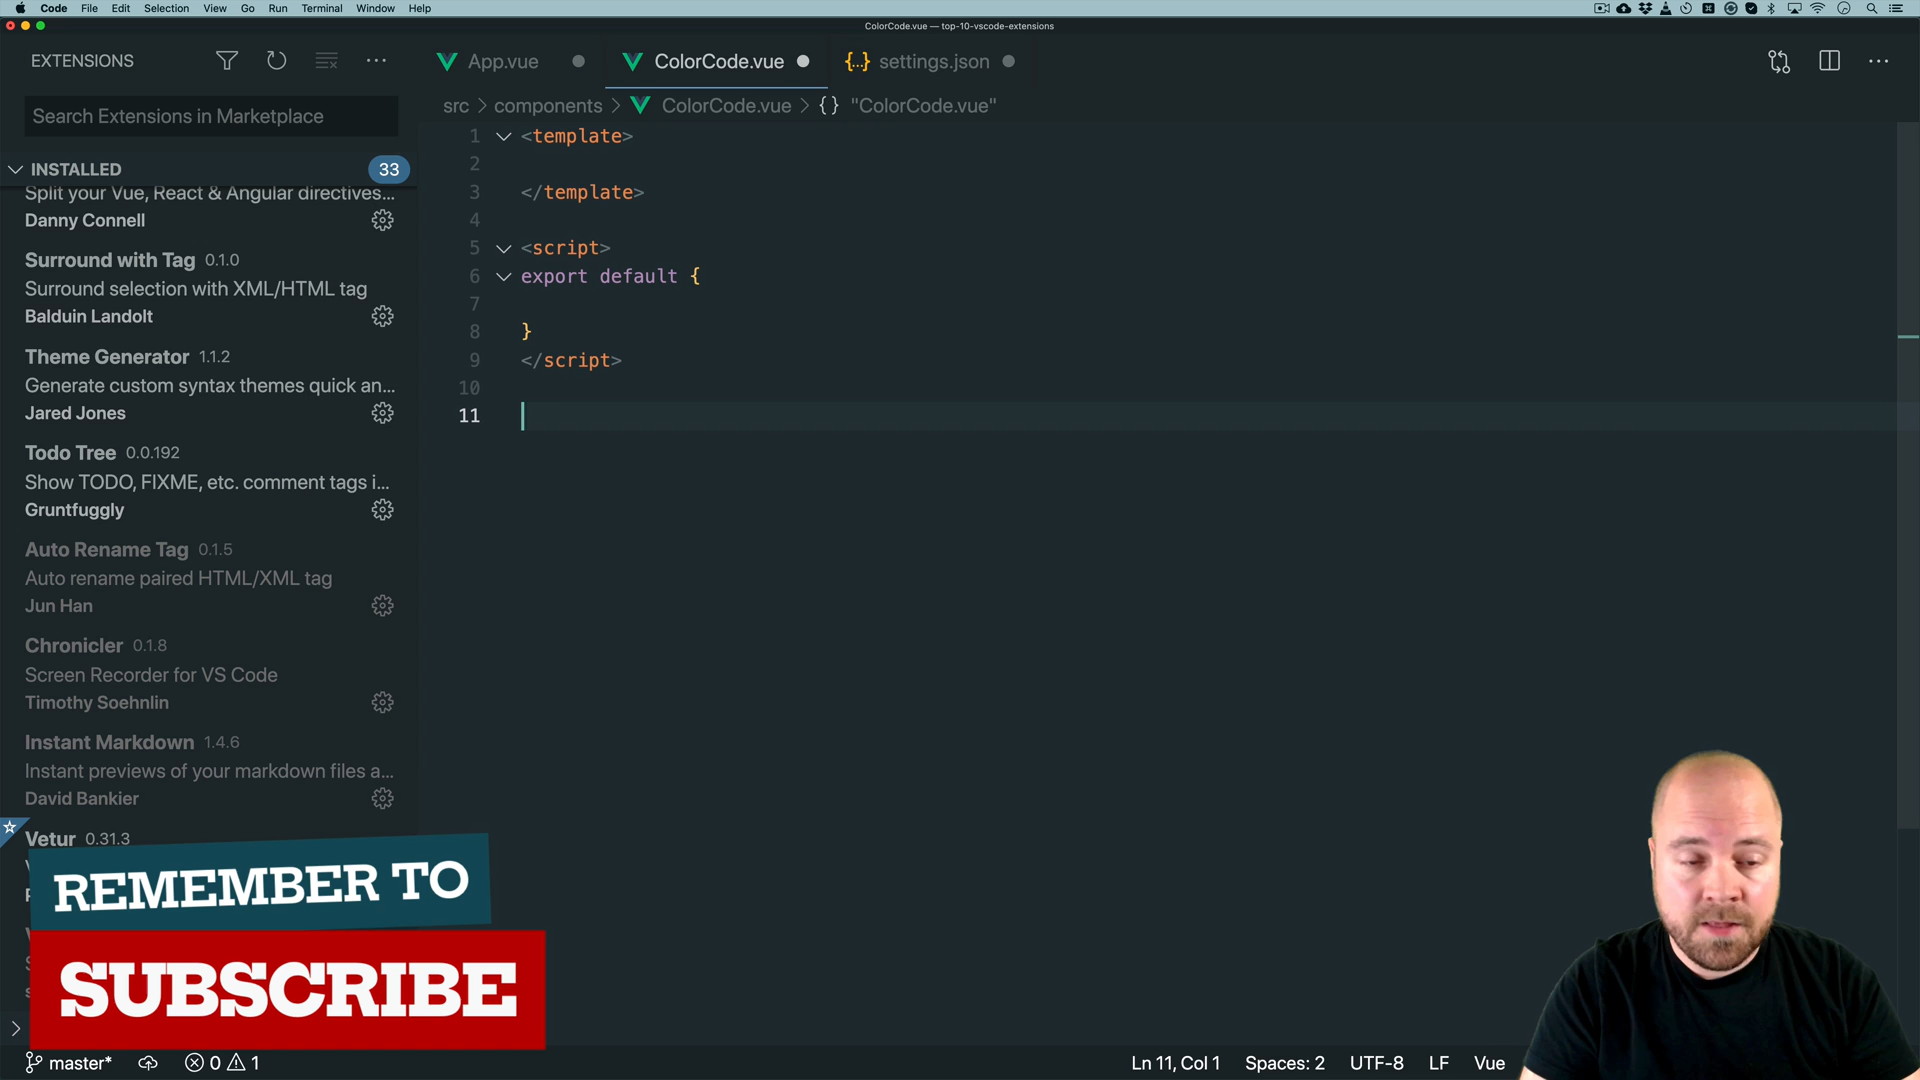 Code File Edit Selection View Go Run Terminal Window Help
ColorCode.vue — top-10-vscode-extensions
EXTENSIONS
App.vue
ColorCode.vue
{..} settings.json
Search Extensions in Marketplace
src > components > ColorCode.vue > {} "ColorCode.vue"
INSTALLED 33
Split your Vue, React & Angular directives...
Danny Connell
Surround with Tag 0.1.0
Surround selection with XML/HTML tag
Balduin Landolt
Theme Generator 1.1.2
Generate custom syntax themes quick an...
Jared Jones
Todo Tree 0.0.192
Show TODO, FIXME, etc. comment tags i...
Gruntfuggly
Auto Rename Tag 0.1.5
Auto rename paired HTML/XML tag
Jun Han
Chronicler 0.1.8
Screen Recorder for VS Code
Timothy Soehnlin
Instant Markdown 1.4.6
Instant previews of your markdown files a...
David Bankier
Vetur 0.31.3
1 <template>
2
3 </template>
4
5 <script>
6 export default {
7
8 }
9 </script>
10
11
REMEMBER TO
SUBSCRIBE
master* 0 1
Ln 11, Col 1 Spaces: 2 UTF-8 LF Vue